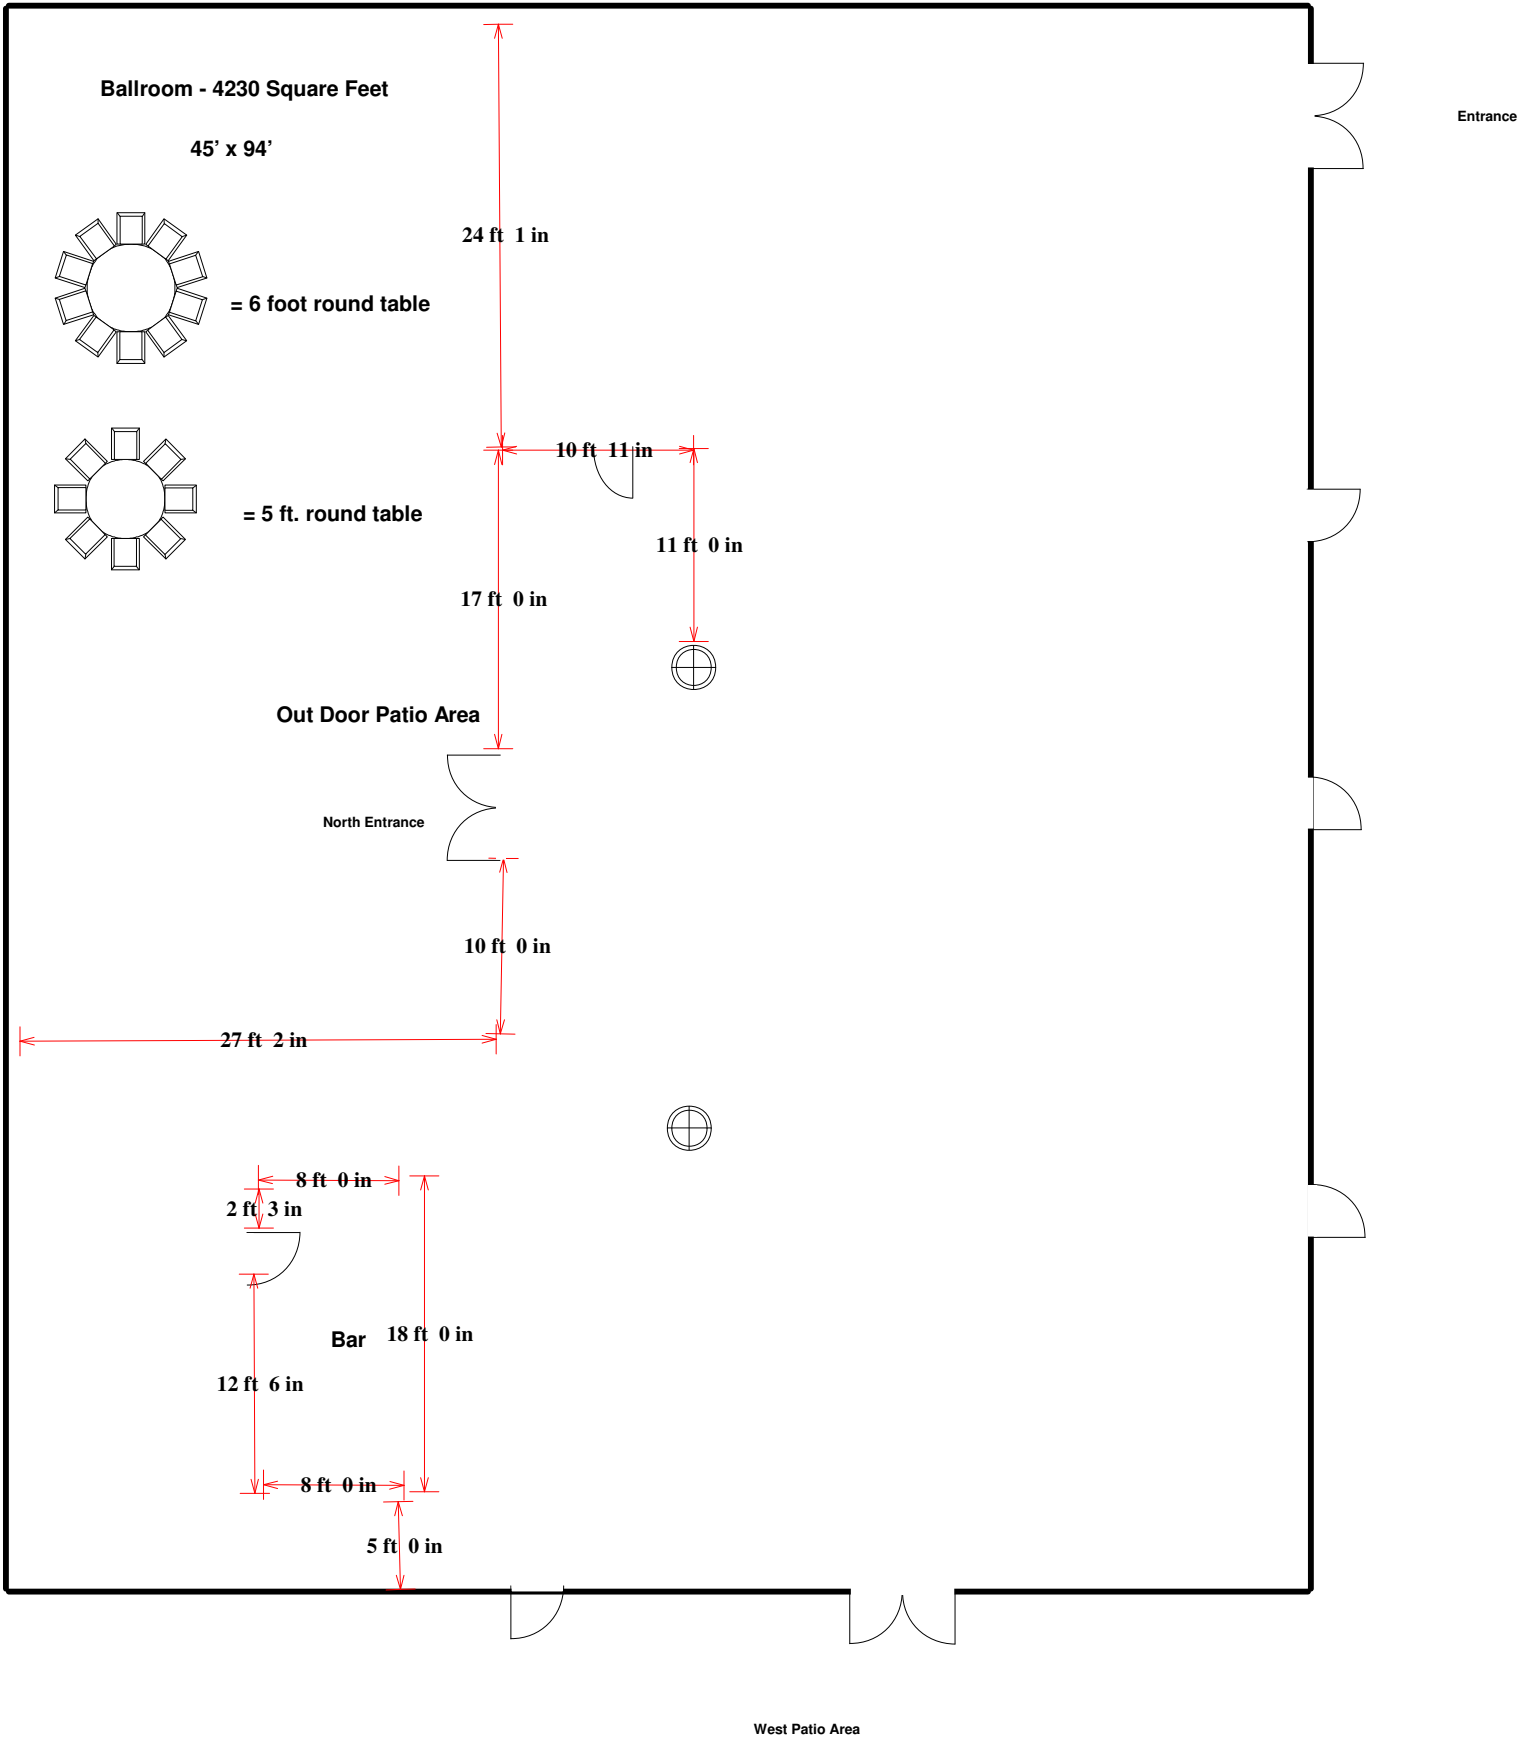 Ballroom - 4230 Square Feet
Entrance
45’ x 94’
24 ft 1 in
= 6 foot round table
10 ft 11 in
= 5 ft. round table
11 ft 0 in
17 ft 0 in
Out Door Patio Area
North Entrance
10 ft 0 in
27 ft 2 in
8 ft 0 in
2 ft 3 in
Bar
18 ft 0 in
12 ft 6 in
8 ft 0 in
5 ft 0 in
West Patio Area